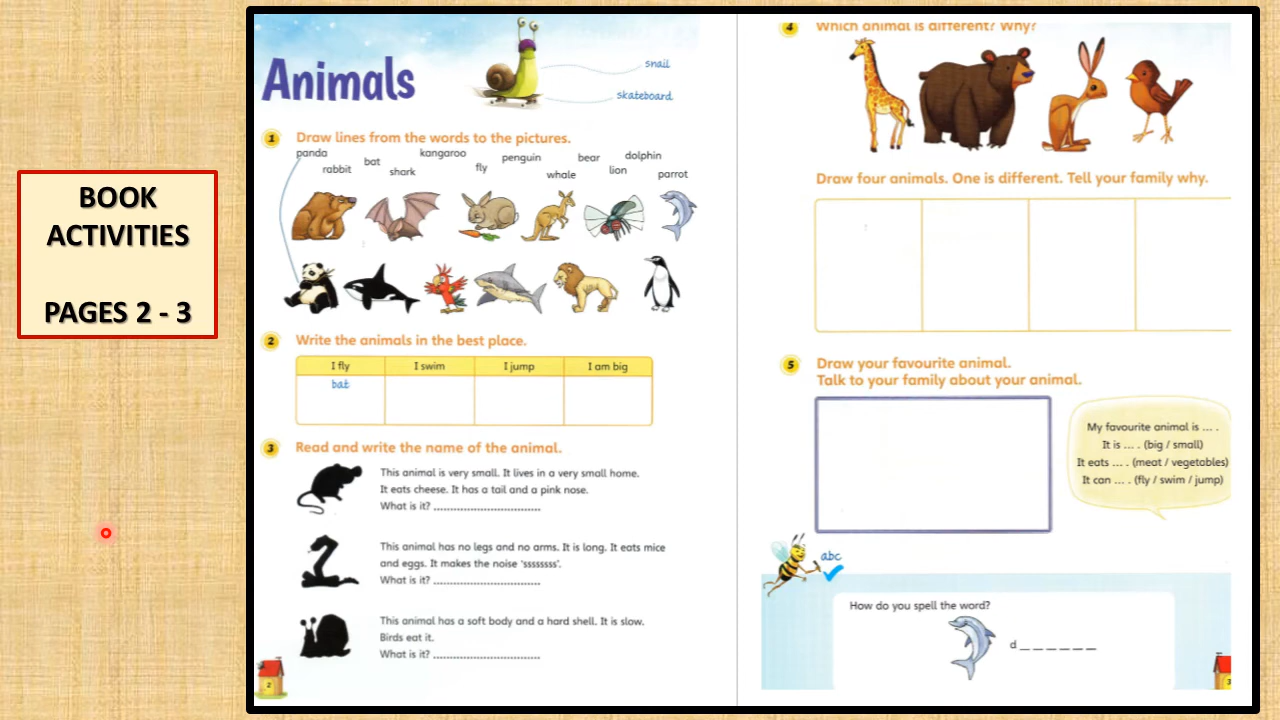 BOOK
ACTIVITIES
PAGES 2 - 3
Animals
snail
skateboard
1 Draw lines from the words to the pictures.
panda bat kangaroo penguin bear dolphin
rabbit shark fly whale lion parrot
2 Write the animals in the best place.
I fly I swim I jump I am big
bat
3 Read and write the name of the animal.
This animal is very small. It lives in a very small home.
It eats cheese. It has a tail and a pink nose.
What is it? ................................
This animal has no legs and no arms. It is long. It eats mice
and eggs. It makes the noise 'ssssssss'.
What is it? ................................
This animal has a soft body and a hard shell. It is slow.
Birds eat it.
What is it? ................................
2
4 Which animal is different? Why?
Draw four animals. One is different. Tell your family why.
5 Draw your favourite animal.
Talk to your family about your animal.
My favourite animal is ... .
It is ... . (big / small)
It eats ... . (meat / vegetables)
It can ... . (fly / swim / jump)
abc
How do you spell the word?
d _ _ _ _ _ _
3